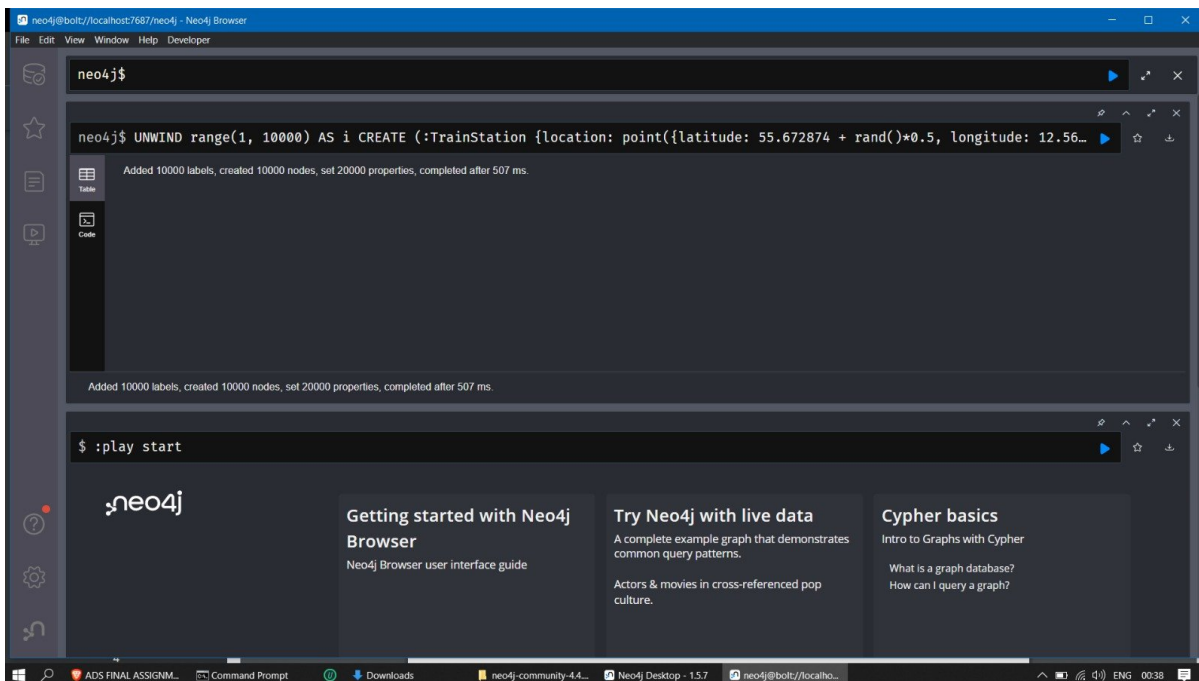 neo4j@bolt://localhost:7687/neo4j - Neo4j Browser
File Edit View Window Help Developer
neo4j$
neo4j$ UNWIND range(1, 10000) AS i CREATE (:TrainStation {location: point({latitude: 55.672874 + rand()*0.5, longitude: 12.56…
Table
Added 10000 labels, created 10000 nodes, set 20000 properties, completed after 507 ms.
Code
Added 10000 labels, created 10000 nodes, set 20000 properties, completed after 507 ms.
$ :play start
neo4j
Getting started with Neo4j
Browser
Neo4j Browser user interface guide
Try Neo4j with live data
A complete example graph that demonstrates
common query patterns.
Actors & movies in cross-referenced pop
culture.
Cypher basics
Intro to Graphs with Cypher
What is a graph database?
How can I query a graph?
ADS FINAL ASSIGNM... Command Prompt Downloads neo4j-community-4.4... Neo4j Desktop - 1.5.7 neo4j@bolt://localho... ENG 00:38